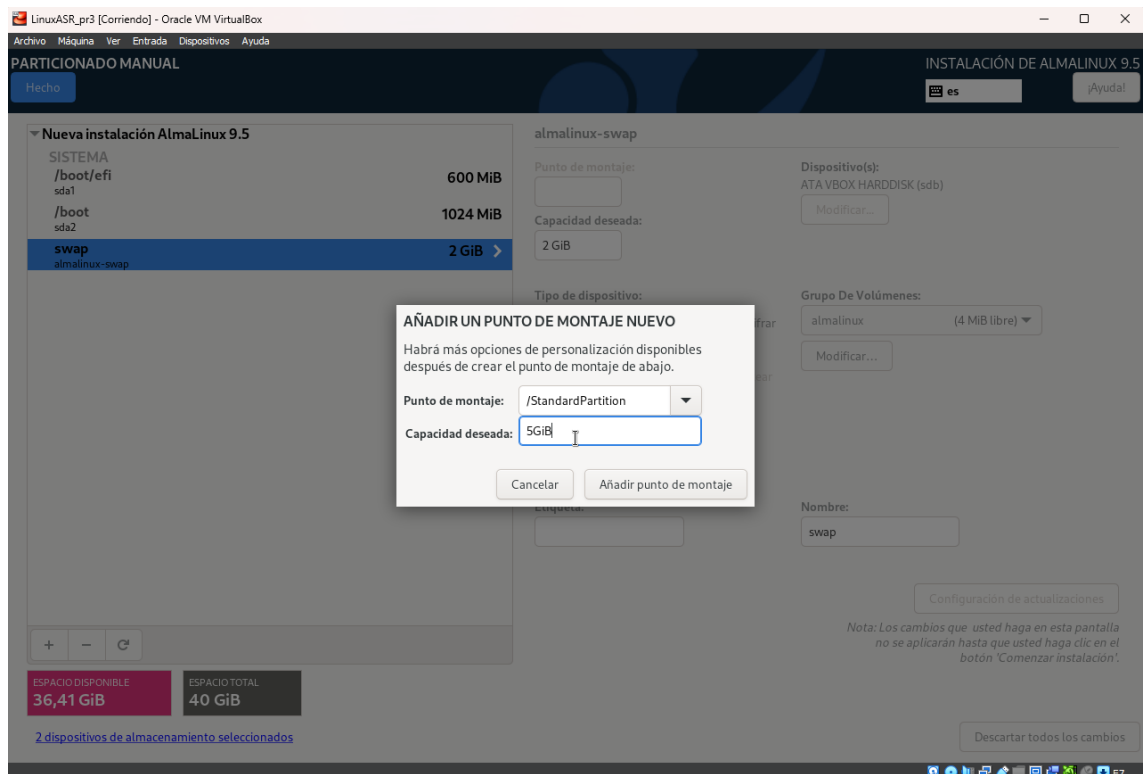 LinuxASR_pr3 [Corriendo] - Oracle VM VirtualBox
Archivo Máquina Ver Entrada Dispositivos Ayuda
PARTICIONADO MANUAL
INSTALACIÓN DE ALMALINUX 9.5
Hecho
es
¡Ayuda!
Nueva instalación AlmaLinux 9.5
SISTEMA
/boot/efi
600 MiB
sda1
/boot
1024 MiB
sda2
swap
2 GiB
almalinux-swap
almalinux-swap
Punto de montaje:
Dispositivo(s):
ATA VBOX HARDDISK (sdb)
Modificar...
Capacidad deseada:
2 GiB
Tipo de dispositivo:
Grupo De Volúmenes:
almalinux (4 MiB libre)
Modificar...
AÑADIR UN PUNTO DE MONTAJE NUEVO
Habrá más opciones de personalización disponibles
después de crear el punto de montaje de abajo.
Punto de montaje: /StandardPartition
Capacidad deseada: 5GiB
Cancelar
Añadir punto de montaje
Etiqueta:
Nombre:
swap
Configuración de actualizaciones
Nota: Los cambios que usted haga en esta pantalla
no se aplicarán hasta que usted haga clic en el
botón 'Comenzar instalación'.
ESPACIO DISPONIBLE
36,41 GiB
ESPACIO TOTAL
40 GiB
2 dispositivos de almacenamiento seleccionados
Descartar todos los cambios